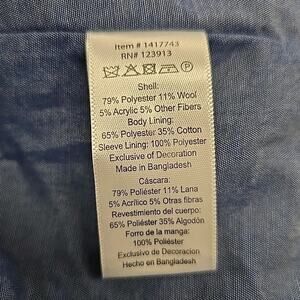 Item # 1417743
RN# 123913
Shell:
79% Polyester 11% Wool
5% Acrylic 5% Other Fibers
Body Lining:
65% Polyester 35% Cotton
Sleeve Lining: 100% Polyester
Exclusive of Decoration
Made in Bangladesh
Cáscara:
79% Poliéster 11% Lana
5% Acrílico 5% Otras fibras
Revestimiento del cuerpo:
65% Poliéster 35% Algodón
Forro de la manga:
100% Poliéster
Exclusivo de Decoracion
Hecho en Bangladesh